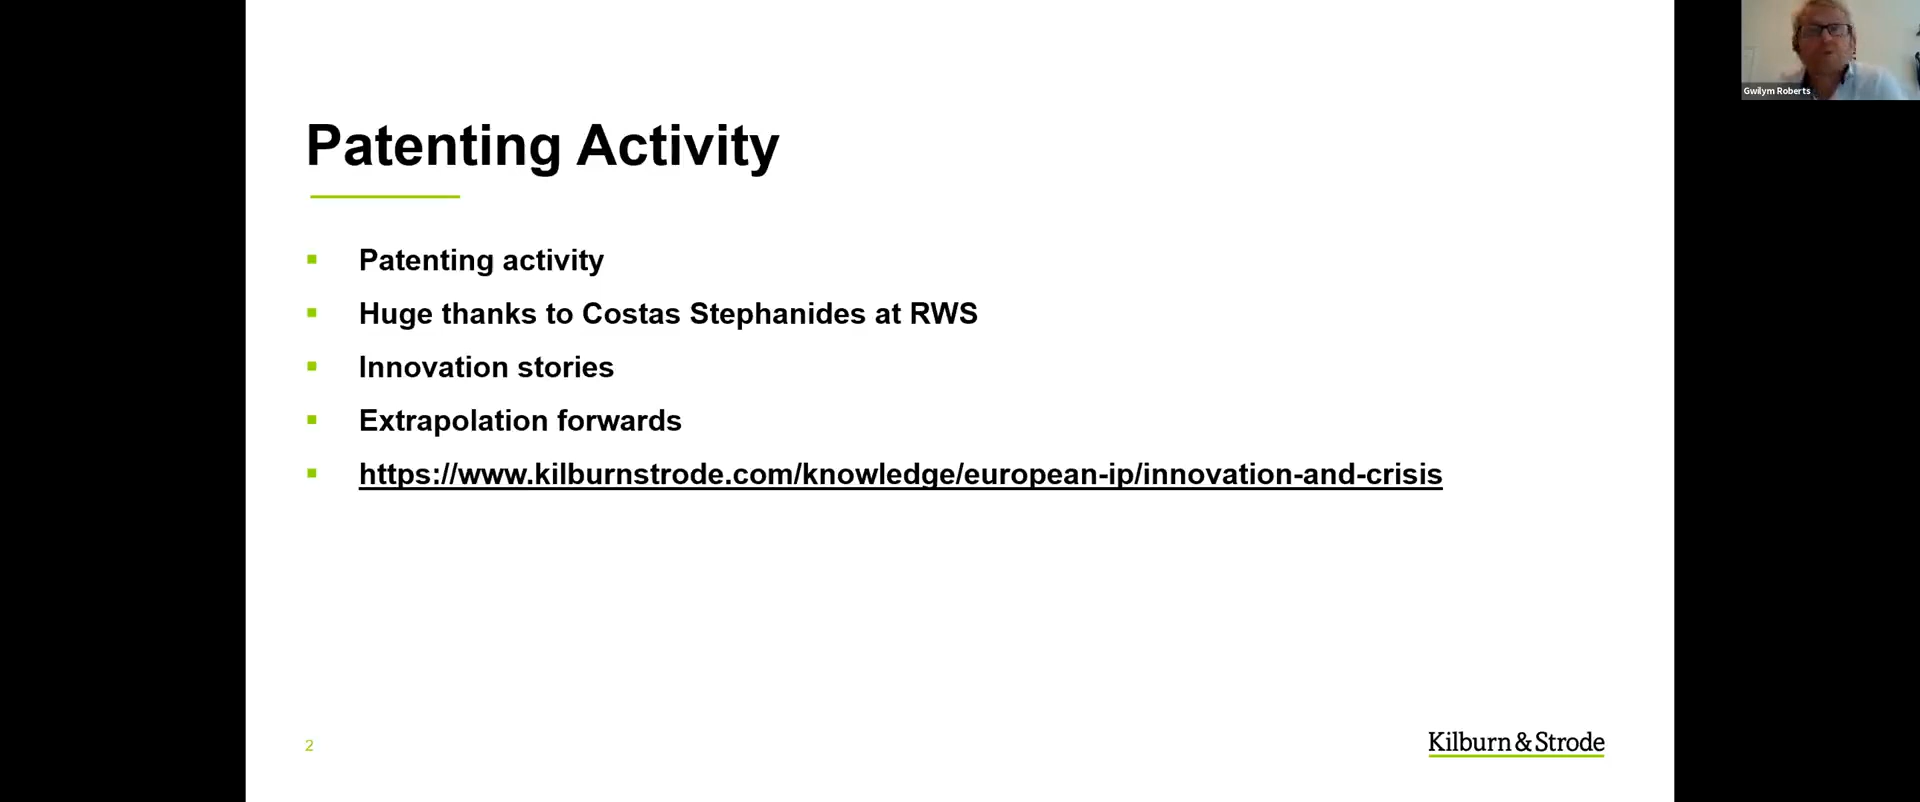 Patenting Activity
Patenting activity
Huge thanks to Costas Stephanides at RWS
Innovation stories
Extrapolation forwards
https://www.kilburnstrode.com/knowledge/european-ip/innovation-and-crisis
2
Kilburn & Strode
Gwilym Roberts